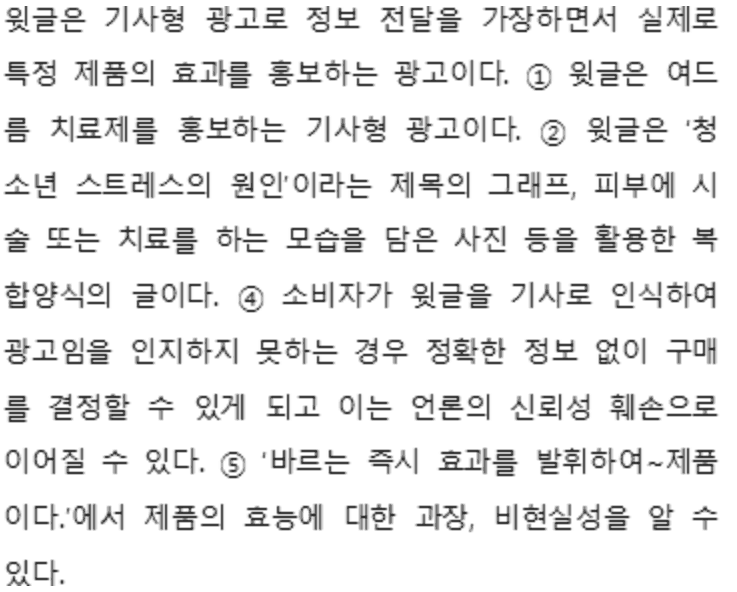 윗글은 기사형 광고로 정보 전달을 가장하면서 실제로
특정 제품의 효과를 홍보하는 광고이다. ① 윗글은 여드
름 치료제를 홍보하는 기사형 광고이다. ② 윗글은 '청
소년 스트레스의 원인'이라는 제목의 그래프, 피부에 시
술 또는 치료를 하는 모습을 담은 사진 등을 활용한 복
합양식의 글이다. ④ 소비자가 윗글을 기사로 인식하여
광고임을 인지하지 못하는 경우 정확한 정보 없이 구매
를 결정할 수 있게 되고 이는 언론의 신뢰성 훼손으로
이어질 수 있다. ⑤ '바르는 즉시 효과를 발휘하여~제품
이다.'에서 제품의 효능에 대한 과장, 비현실성을 알 수
있다.